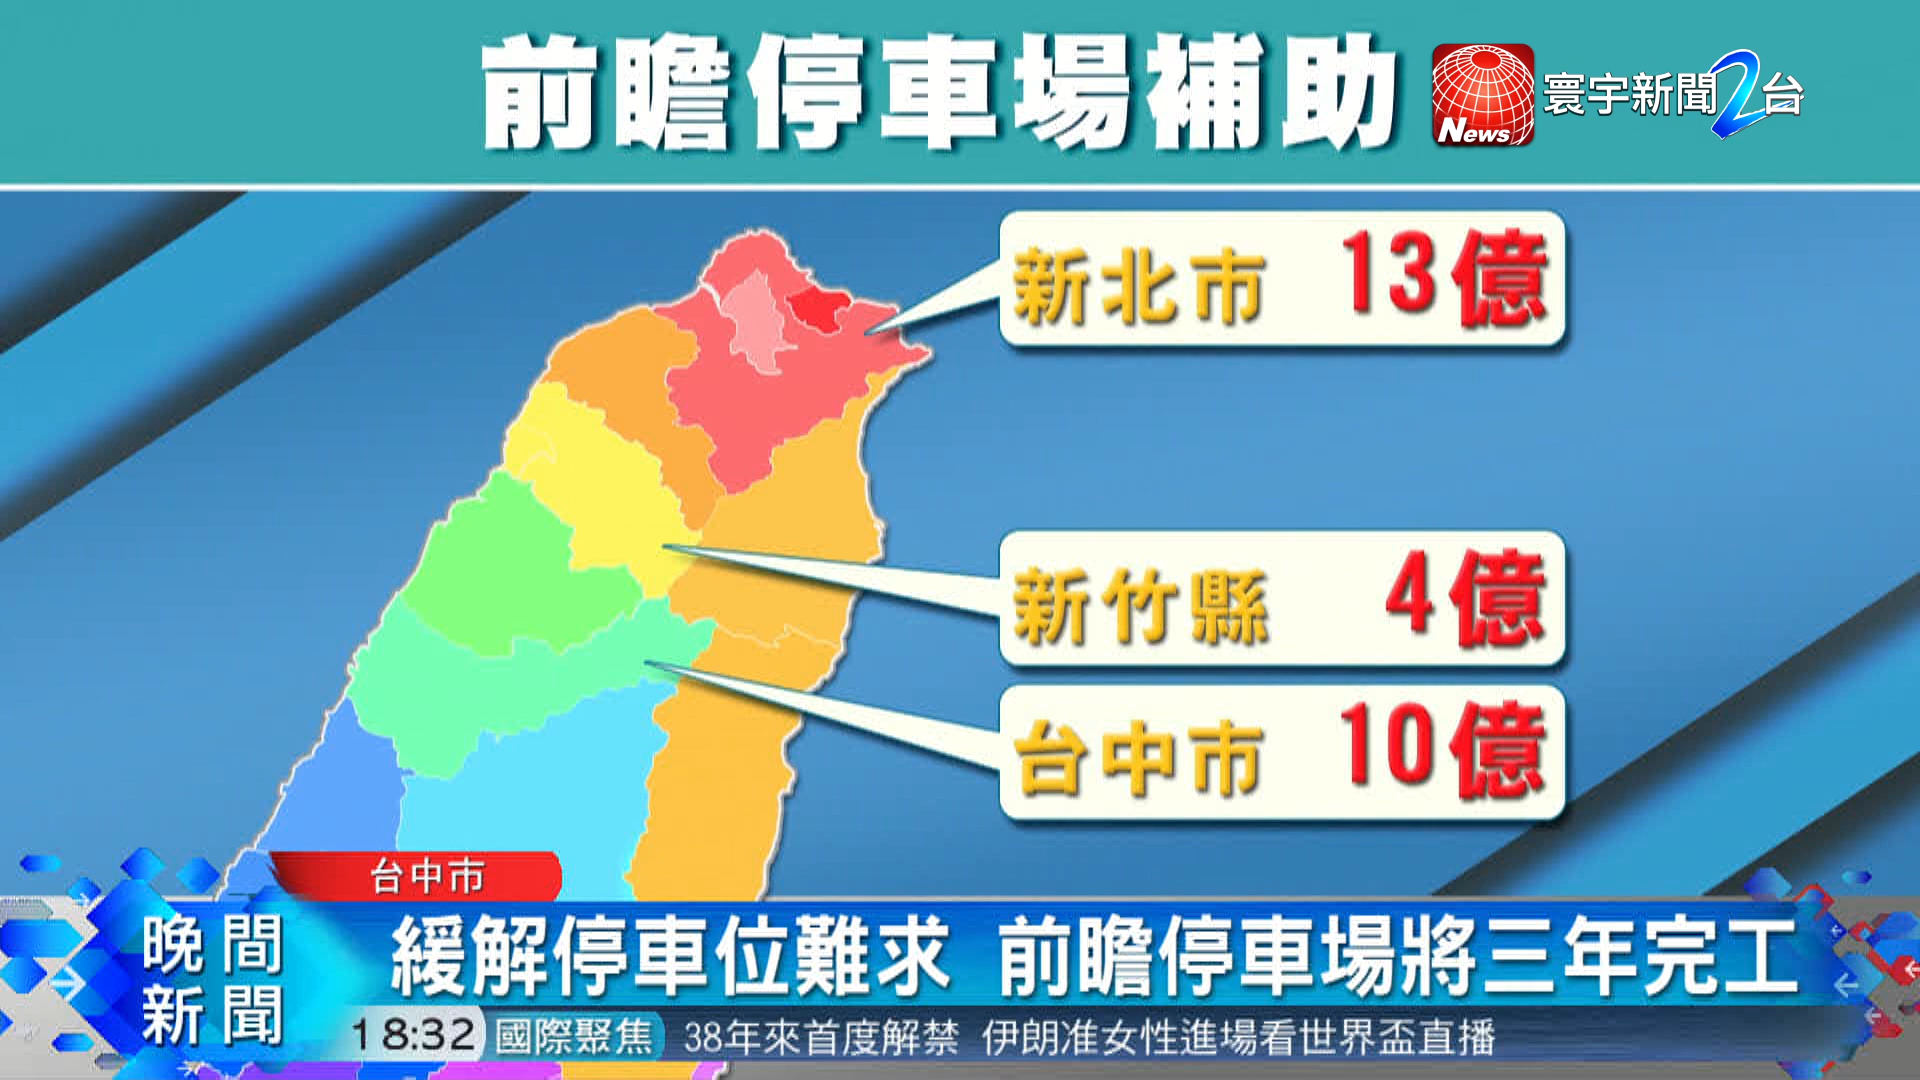 前瞻停車場補助
News 寰宇新聞2台
新北市 13億
新竹縣 4億
台中市 10億
台中市
晚間新聞
緩解停車位難求 前瞻停車場將三年完工
18:32 國際聚焦 38年來首度解禁 伊朗准女性進場看世界盃直播